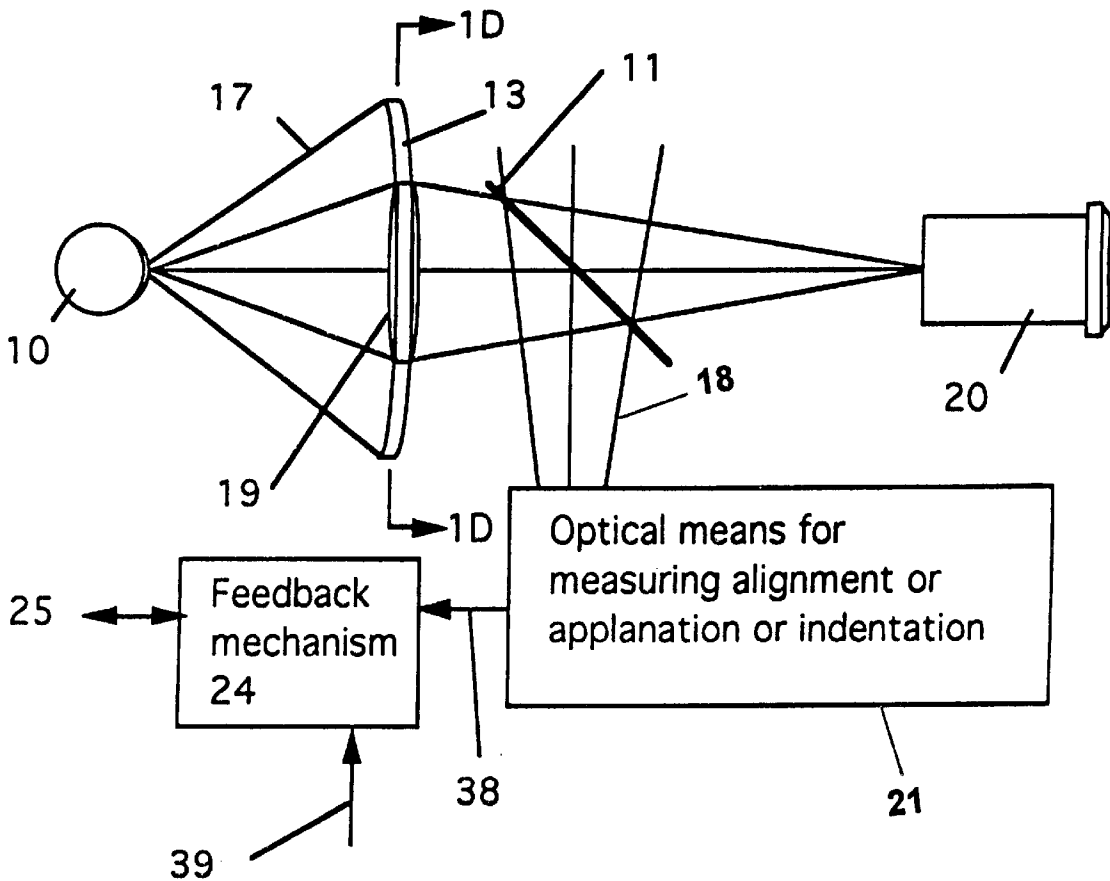 1D
11
17
13
10
18
20
19
1D
Optical means for
measuring alignment or
applanation or indentation
25
Feedback
mechanism
24
38
21
39